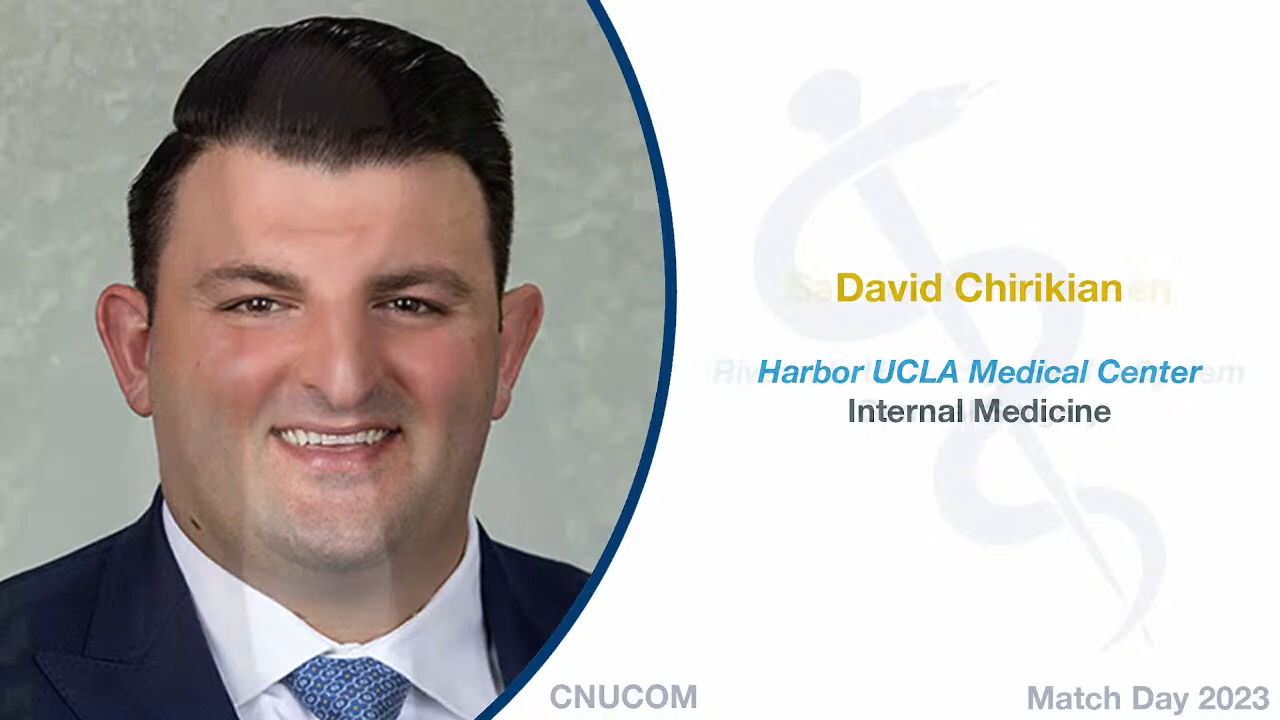 David Chirikian
Harbor UCLA Medical Center
Internal Medicine
CNUCOM
Match Day 2023